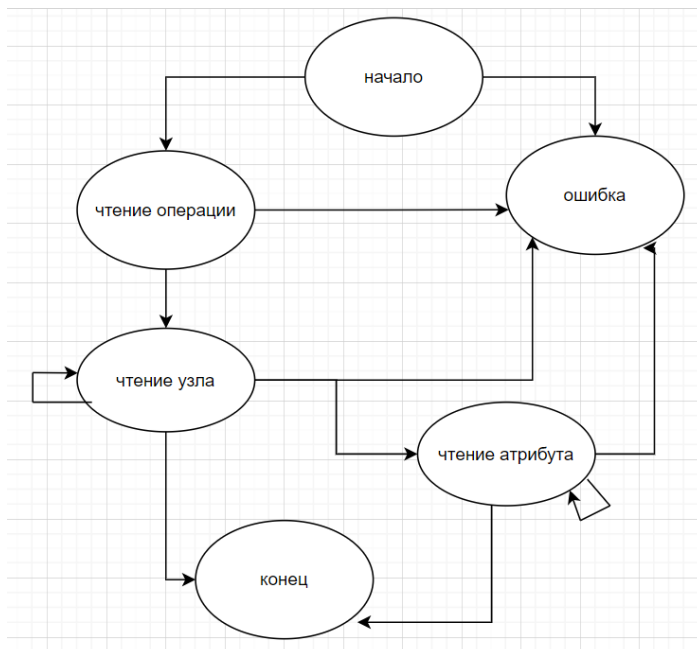 начало
ошибка
чтение операции
чтение узла
чтение атрибута
конец